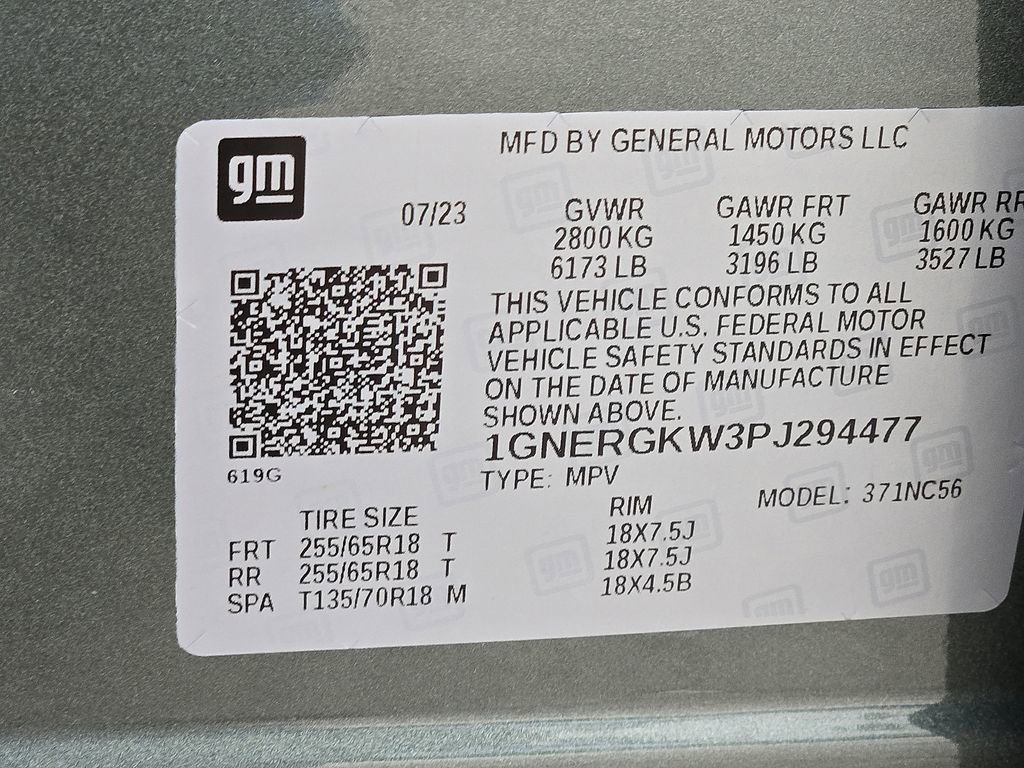 MFD BY GENERAL MOTORS LLC
gm
07/23 GVWR GAWR FRT GAWR RR
2800 KG 1450 KG 1600 KG
6173 LB 3196 LB 3527 LB
THIS VEHICLE CONFORMS TO ALL
APPLICABLE U.S. FEDERAL MOTOR
VEHICLE SAFETY STANDARDS IN EFFECT
ON THE DATE OF MANUFACTURE
SHOWN ABOVE.
1GNERGKW3PJ294477
619G
TYPE: MPV
MODEL: 371NC56
TIRE SIZE RIM
FRT 255/65R18 T 18X7.5J
RR 255/65R18 T 18X7.5J
SPA T135/70R18 M 18X4.5B